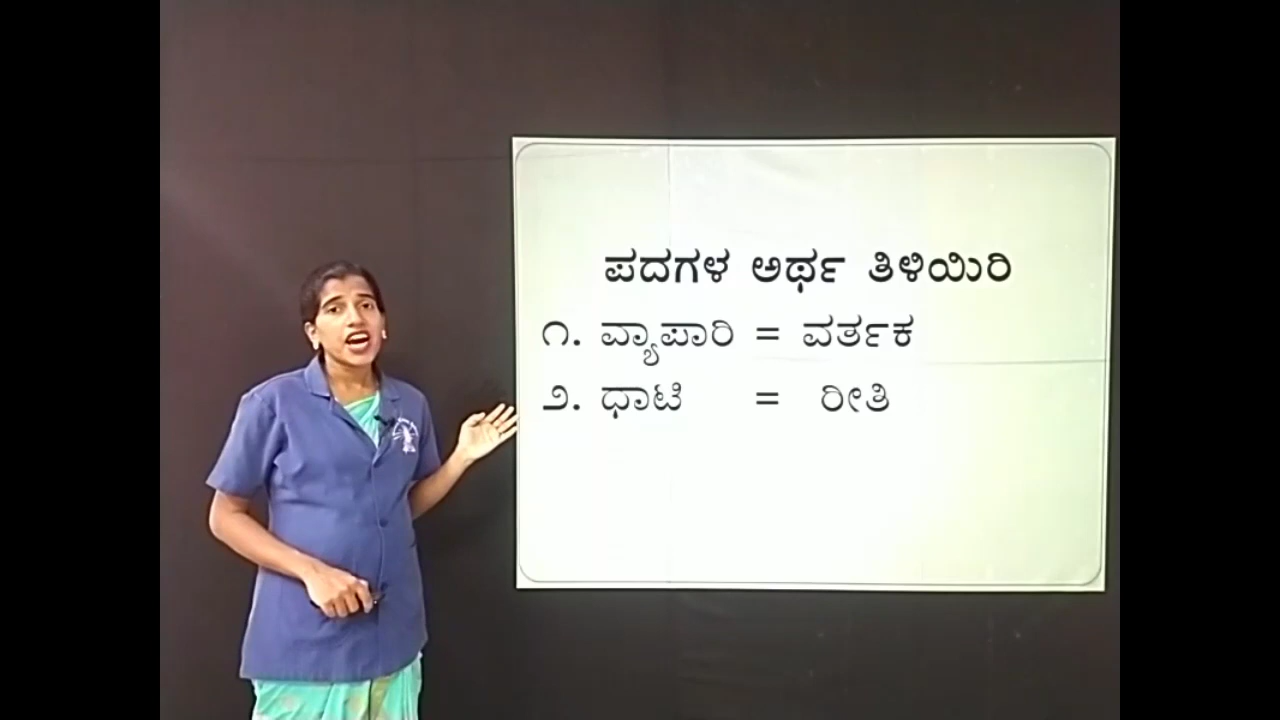 ಪದಗಳ ಅರ್ಥ ತಿಳಿಯಿರಿ
೧. ವ್ಯಾಪಾರಿ = ವರ್ತಕ
೨. ಧಾಟಿ = ರೀತಿ